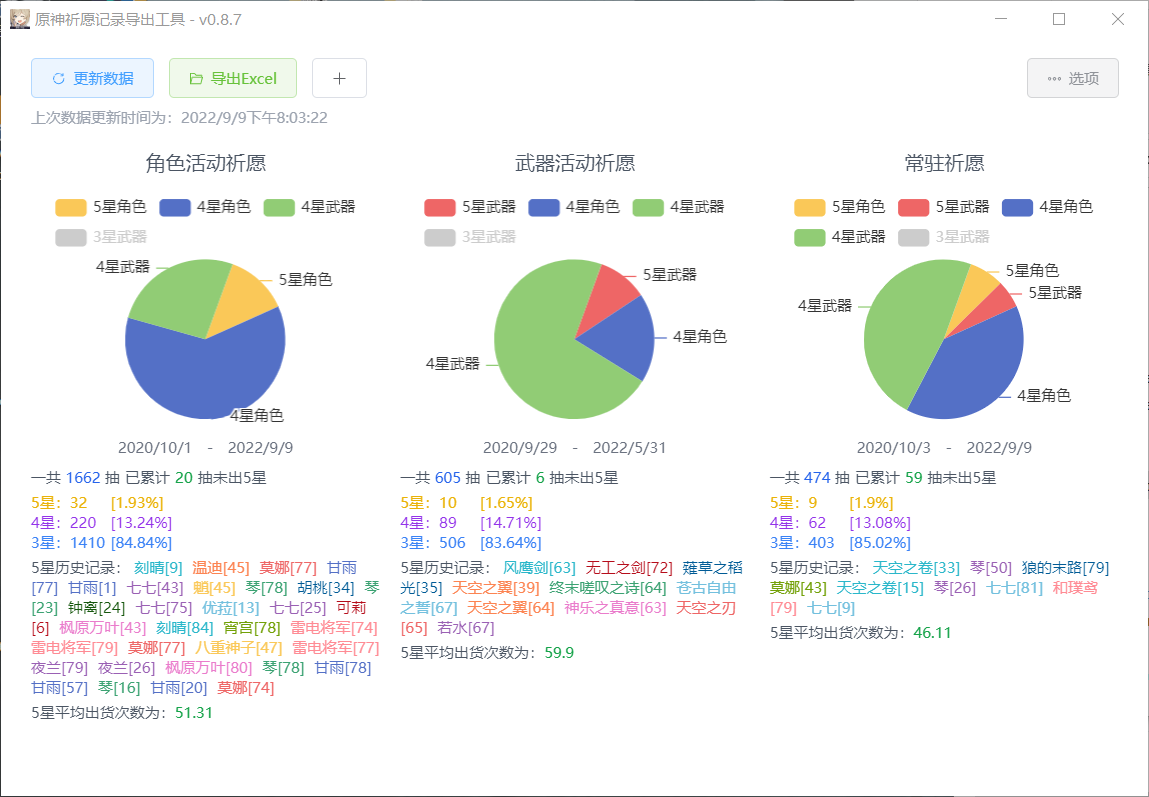 原神祈愿记录导出工具 - v0.8.7
更新数据 导出Excel + 选项
上次数据更新时间为：2022/9/9下午8:03:22
角色活动祈愿
5星角色 4星角色 4星武器
3星武器
4星武器
5星角色
4星角色
2020/10/1 - 2022/9/9
一共 1662 抽 已累计 20 抽未出5星
5星：32 [1.93%]
4星：220 [13.24%]
3星：1410 [84.84%]
5星历史记录： 刻晴[9] 温迪[45] 莫娜[77] 甘雨
[77] 甘雨[1] 七七[43] 魈[45] 琴[78] 胡桃[34] 琴
[23] 钟离[24] 七七[75] 优菈[13] 七七[25] 可莉
[6] 枫原万叶[43] 刻晴[84] 宵宫[78] 雷电将军[74]
雷电将军[79] 莫娜[77] 八重神子[47] 雷电将军[77]
夜兰[79] 夜兰[26] 枫原万叶[80] 琴[78] 甘雨[78]
甘雨[57] 琴[16] 甘雨[20] 莫娜[74]
5星平均出货次数为：51.31
武器活动祈愿
5星武器 4星角色 4星武器
3星武器
5星武器
4星角色
4星武器
2020/9/29 - 2022/5/31
一共 605 抽 已累计 6 抽未出5星
5星：10 [1.65%]
4星：89 [14.71%]
3星：506 [83.64%]
5星历史记录： 风鹰剑[63] 无工之剑[72] 薙草之稻
光[35] 天空之翼[39] 终末嗟叹之诗[64] 苍古自由
之誓[67] 天空之翼[64] 神乐之真意[63] 天空之刃
[65] 若水[67]
5星平均出货次数为：59.9
常驻祈愿
5星角色 5星武器 4星角色
4星武器 3星武器
5星角色
5星武器
4星武器
4星角色
2020/10/3 - 2022/9/9
一共 474 抽 已累计 59 抽未出5星
5星：9 [1.9%]
4星：62 [13.08%]
3星：403 [85.02%]
5星历史记录： 天空之卷[33] 琴[50] 狼的末路[79]
莫娜[43] 天空之卷[15] 琴[26] 七七[81] 和璞鸢
[79] 七七[9]
5星平均出货次数为：46.11